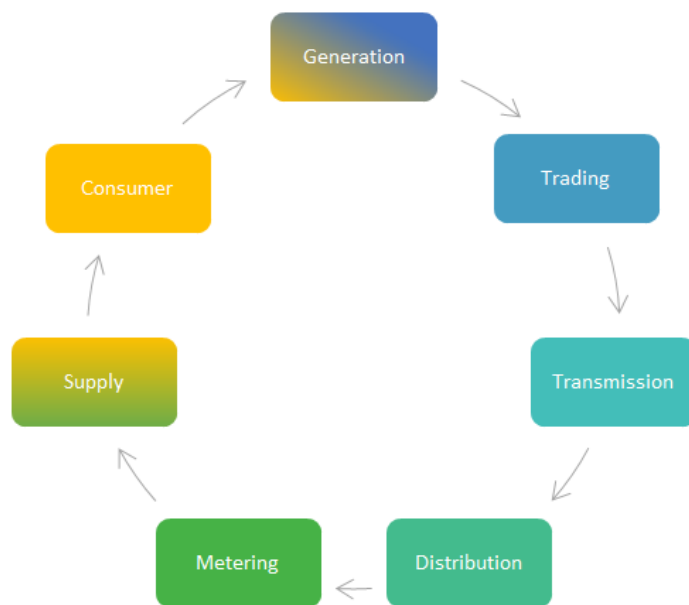 Generation
Trading
Transmission
Distribution
Metering
Supply
Consumer